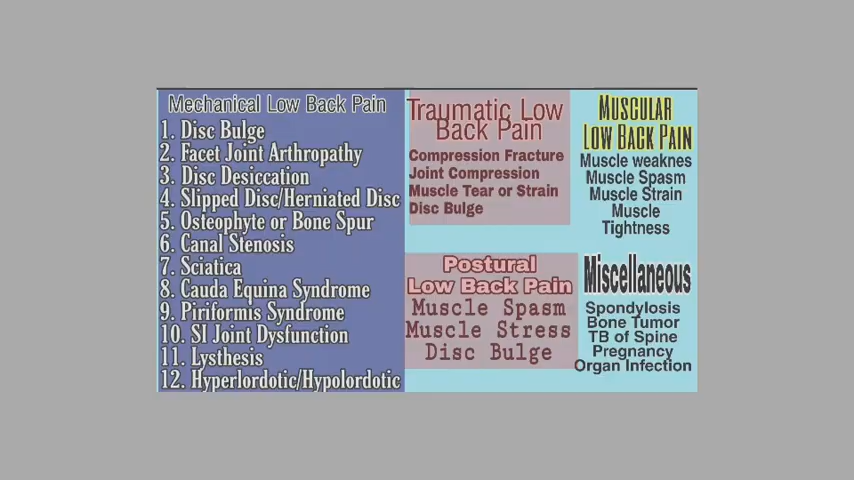 Mechanical Low Back Pain
1. Disc Bulge
2. Facet Joint Arthropathy
3. Disc Desiccation
4. Slipped Disc/Herniated Disc
5. Osteophyte or Bone Spur
6. Canal Stenosis
7. Sciatica
8. Cauda Equina Syndrome
9. Piriformis Syndrome
10. SI Joint Dysfunction
11. Lysthesis
12. Hyperlordotic/Hypolordotic
Traumatic Low
Back Pain
Compression Fracture
Joint Compression
Muscle Tear or Strain
Disc Bulge
Postural
Low Back Pain
Muscle Spasm
Muscle Stress
Disc Bulge
MUSCULAR
LOW BACK PAIN
Muscle weaknes
Muscle Spasm
Muscle Strain
Muscle
Tightness
Miscellaneous
Spondylosis
Bone Tumor
TB of Spine
Pregnancy
Organ Infection